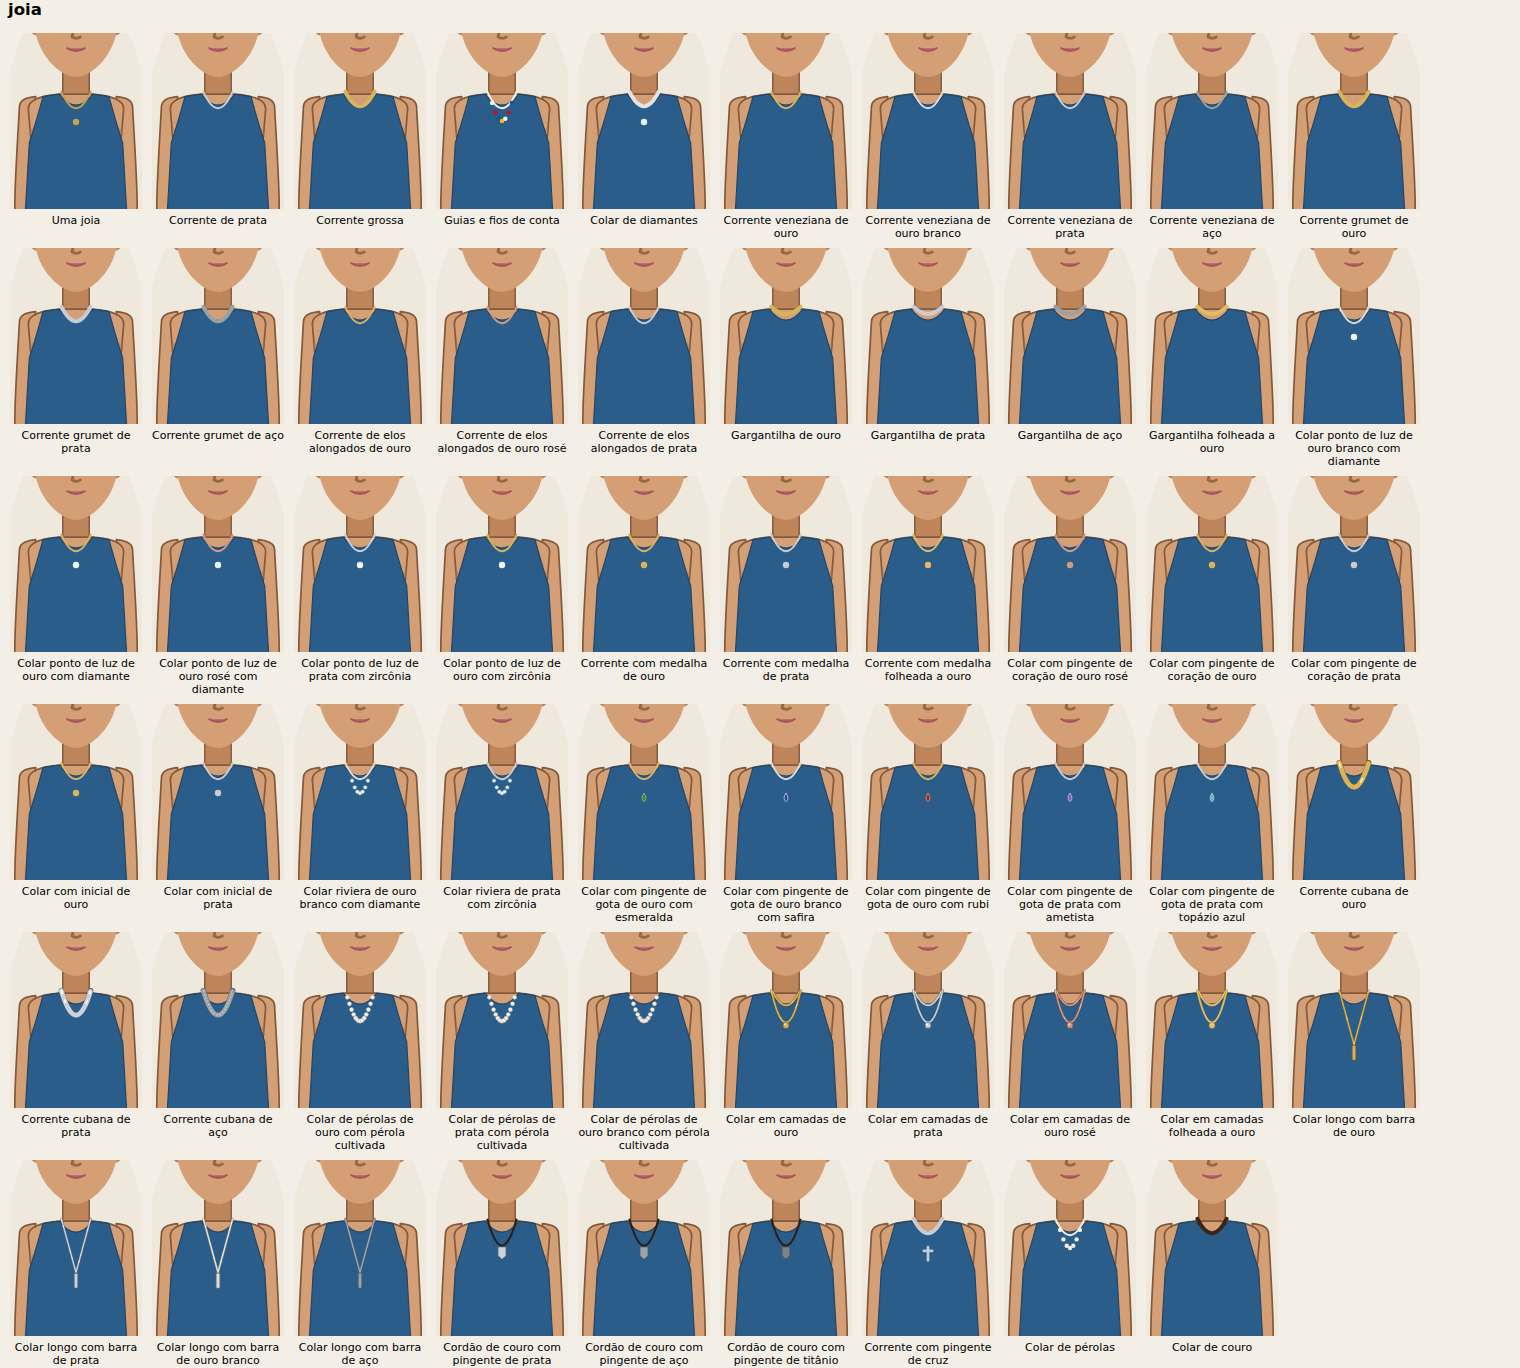 joia
Uma joia
Corrente de prata
Corrente grossa
Guias e fios de conta
Colar de diamantes
Corrente veneziana de
ouro
Corrente veneziana de
ouro branco
Corrente veneziana de
prata
Corrente veneziana de
aço
Corrente grumet de
ouro
Corrente grumet de
prata
Corrente grumet de aço
Corrente de elos
alongados de ouro
Corrente de elos
alongados de ouro rosé
Corrente de elos
alongados de prata
Gargantilha de ouro
Gargantilha de prata
Gargantilha de aço
Gargantilha folheada a
ouro
Colar ponto de luz de
ouro branco com
diamante
Colar ponto de luz de
ouro com diamante
Colar ponto de luz de
ouro rosé com
diamante
Colar ponto de luz de
prata com zircônia
Colar ponto de luz de
ouro com zircônia
Corrente com medalha
de ouro
Corrente com medalha
de prata
Corrente com medalha
folheada a ouro
Colar com pingente de
coração de ouro rosé
Colar com pingente de
coração de ouro
Colar com pingente de
coração de prata
Colar com inicial de
ouro
Colar com inicial de
prata
Colar riviera de ouro
branco com diamante
Colar riviera de prata
com zircônia
Colar com pingente de
gota de ouro com
esmeralda
Colar com pingente de
gota de ouro branco
com safira
Colar com pingente de
gota de ouro com rubi
Colar com pingente de
gota de prata com
ametista
Colar com pingente de
gota de prata com
topázio azul
Corrente cubana de
ouro
Corrente cubana de
prata
Corrente cubana de
aço
Colar de pérolas de
ouro com pérola
cultivada
Colar de pérolas de
prata com pérola
cultivada
Colar de pérolas de
ouro branco com pérola
cultivada
Colar em camadas de
ouro
Colar em camadas de
prata
Colar em camadas de
ouro rosé
Colar em camadas
folheada a ouro
Colar longo com barra
de ouro
Colar longo com barra
de prata
Colar longo com barra
de ouro branco
Colar longo com barra
de aço
Cordão de couro com
pingente de prata
Cordão de couro com
pingente de aço
Cordão de couro com
pingente de titânio
Corrente com pingente
de cruz
Colar de pérolas
Colar de couro